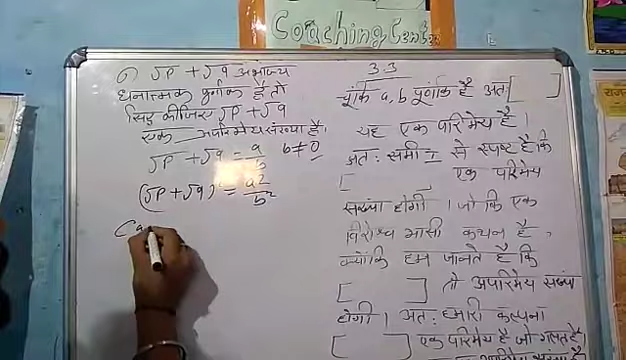 Coaching Center
① √P + √q अभाज्य
धनात्मक पूर्णांक हैं तो
सिद्ध कीजिए √P + √q
एक अपरिमेय संख्या है।
√P + √q = a/b b ≠ 0
(√P + √q)² = a²/b²
(a
3.3
चूंकि a, b पूर्णांक है अतः [ ]
यह एक परिमेय है।
अतः समी I से स्पष्ट है कि
[ एक परिमेय
संख्या होगी। जो कि एक
विरोधाभासी कथन है,
क्योंकि हम जानते है कि
[ ] तो अपरिमेय संख्या
होगी। अतः हमारी कल्पना
[ ] एक परिमेय है जो गलत है।